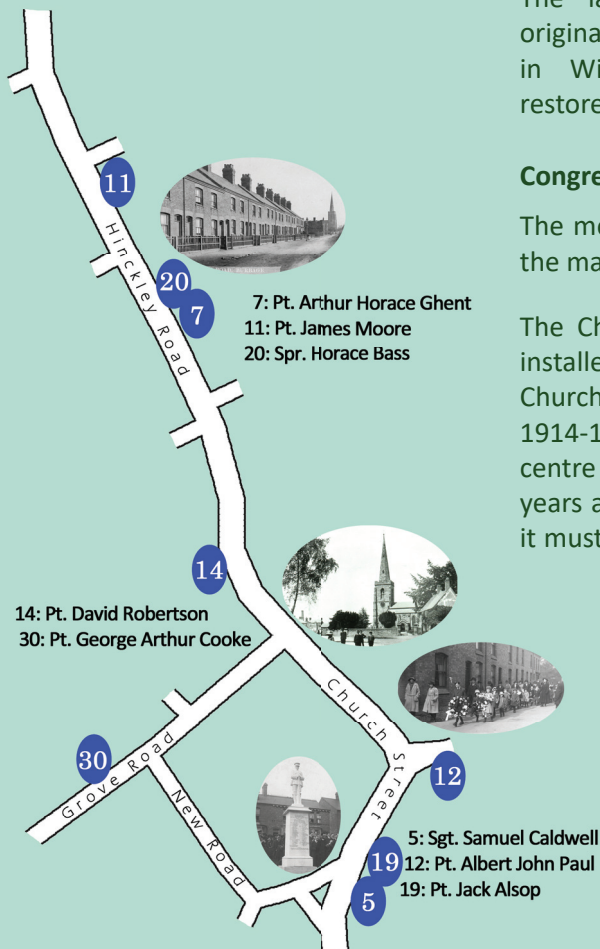 The la
origina
in Wi
restore
Congre
The me
the ma
The Ch
installe
Church
1914-1
centre
years a
it must
11
Hinckley Road
20
7
7: Pt. Arthur Horace Ghent
11: Pt. James Moore
20: Spr. Horace Bass
14
14: Pt. David Robertson
30: Pt. George Arthur Cooke
Church Street
12
30
Grove Road
New Road
5: Sgt. Samuel Caldwell
12: Pt. Albert John Paul
19: Pt. Jack Alsop
19
5